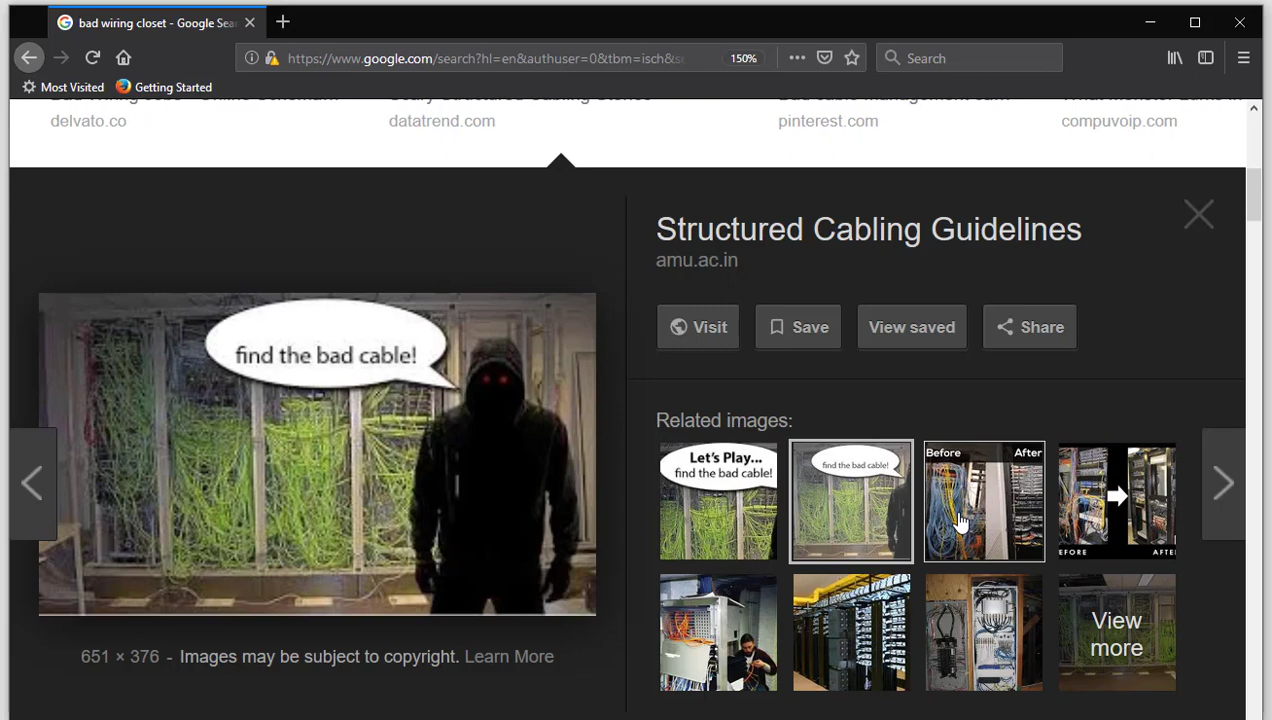 bad wiring closet - Google Sea
https://www.google.com/search?hl=en&authuser=0&tbm=isch&s
150%
Search
Most Visited
Getting Started
delvato.co
datatrend.com
pinterest.com
compuvoip.com
find the bad cable!
651 × 376 - Images may be subject to copyright. Learn More
Structured Cabling Guidelines
amu.ac.in
Visit
Save
View saved
Share
Related images:
Let's Play...
find the bad cable!
find the bad cable!
Before
After
EFORE
AFTE
View
more